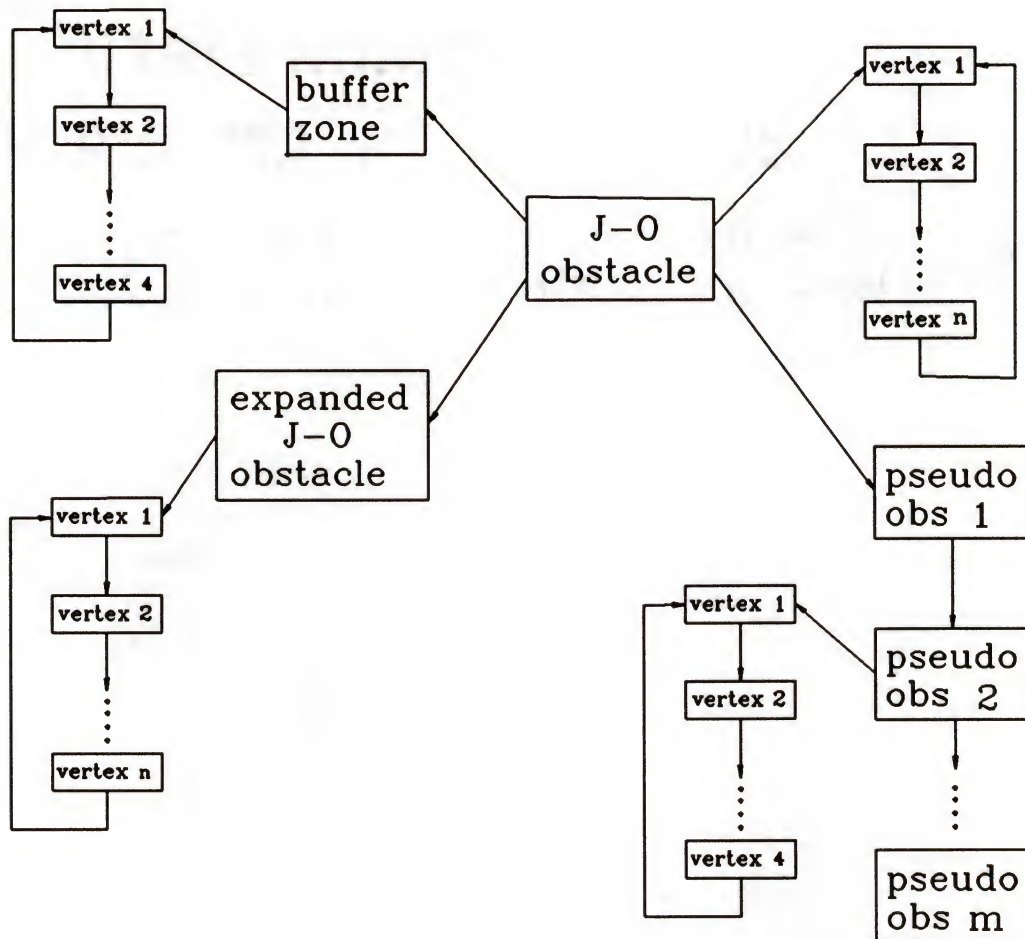 vertex 1
vertex 2
vertex 4
buffer
zone
J-O
obstacle
vertex 1
vertex 2
vertex n
expanded
J-O
obstacle
vertex 1
vertex 2
vertex n
pseudo
obs 1
pseudo
obs 2
pseudo
obs m
vertex 1
vertex 2
vertex 4